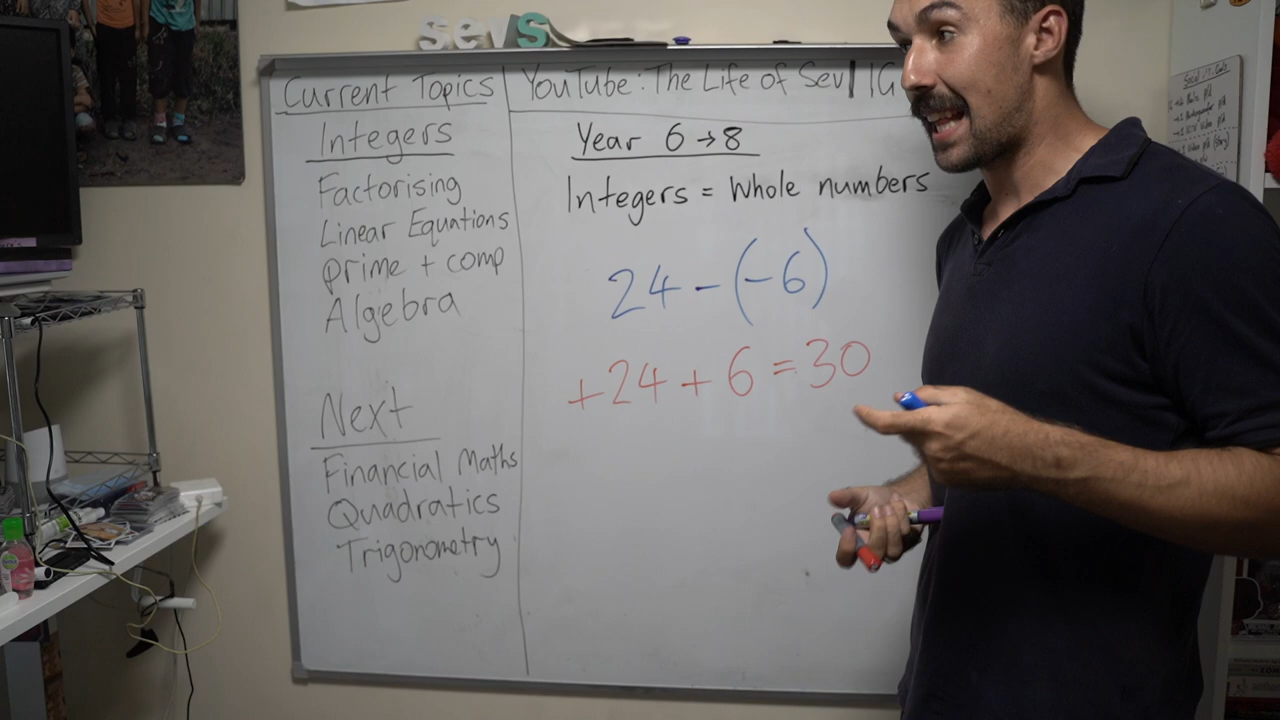 sevs
Current Topics
Integers
Factorising
Linear Equations
prime + comp
Algebra
Next
Financial Maths
Quadratics
Trigonometry
YouTube: The Life of Sev | IG
Year 6 → 8
Integers = Whole numbers
24 - (-6)
+24 + 6 = 30